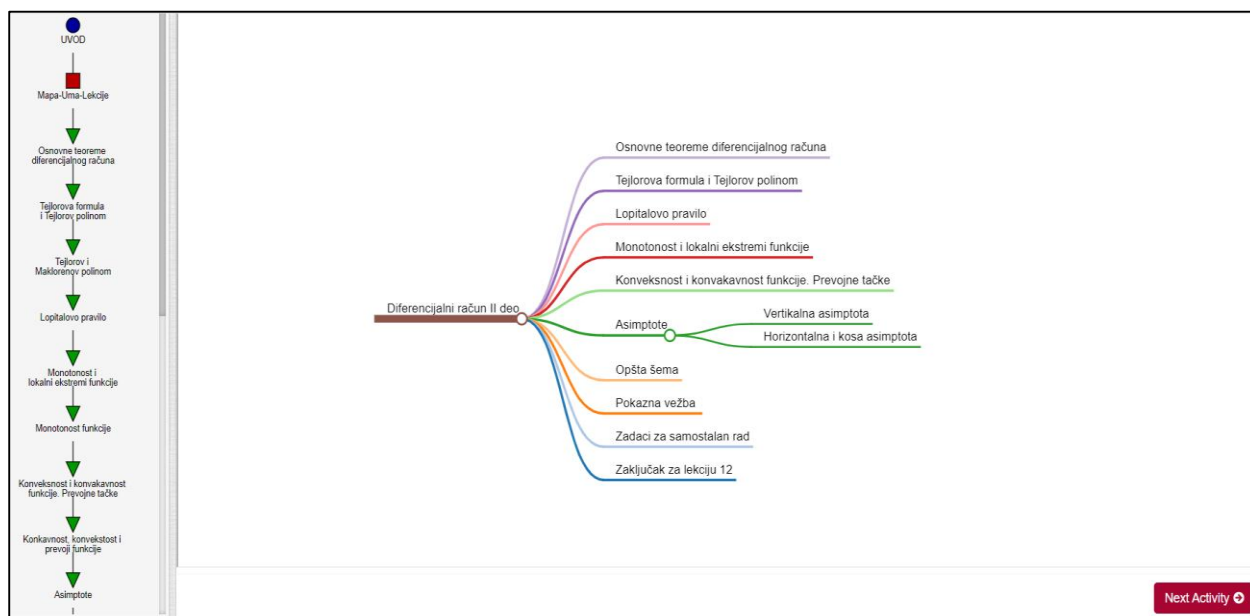 UVOD
Mapa-Uma-Lekcije
Osnovne teoreme
diferencijalnog računa
Tejlorova formula
i Tejlorov polinom
Tejlorov i
Maklorenov polinom
Lopitalovo pravilo
Monotonost i
lokalni ekstremi funkcije
Monotonost funkcije
Konveksnost i konvakavnost
funkcije. Prevojne tačke
Konkavnost, konvekstost i
prevoji funkcije
Asimptote
Diferencijalni račun II deo
Osnovne teoreme diferencijalnog računa
Tejlorova formula i Tejlorov polinom
Lopitalovo pravilo
Monotonost i lokalni ekstremi funkcije
Konveksnost i konvakavnost funkcije. Prevojne tačke
Asimptote
Vertikalna asimptota
Horizontalna i kosa asimptota
Opšta šema
Pokazna vežba
Zadaci za samostalan rad
Zaključak za lekciju 12
Next Activity